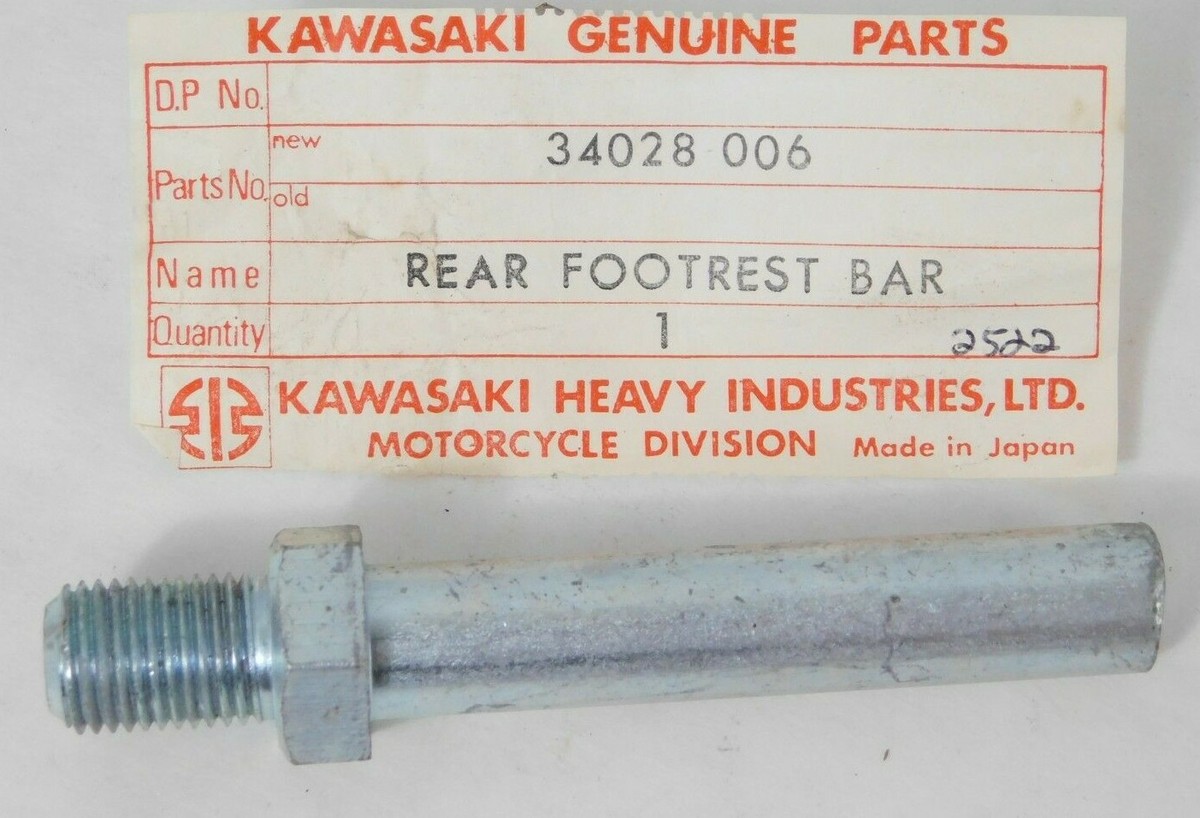 KAWASAKI GENUINE PARTS
D.P No.
Parts No. new 34028 006
old
Name REAR FOOTREST BAR
Quantity 1 2522
KAWASAKI HEAVY INDUSTRIES, LTD.
MOTORCYCLE DIVISION Made in Japan